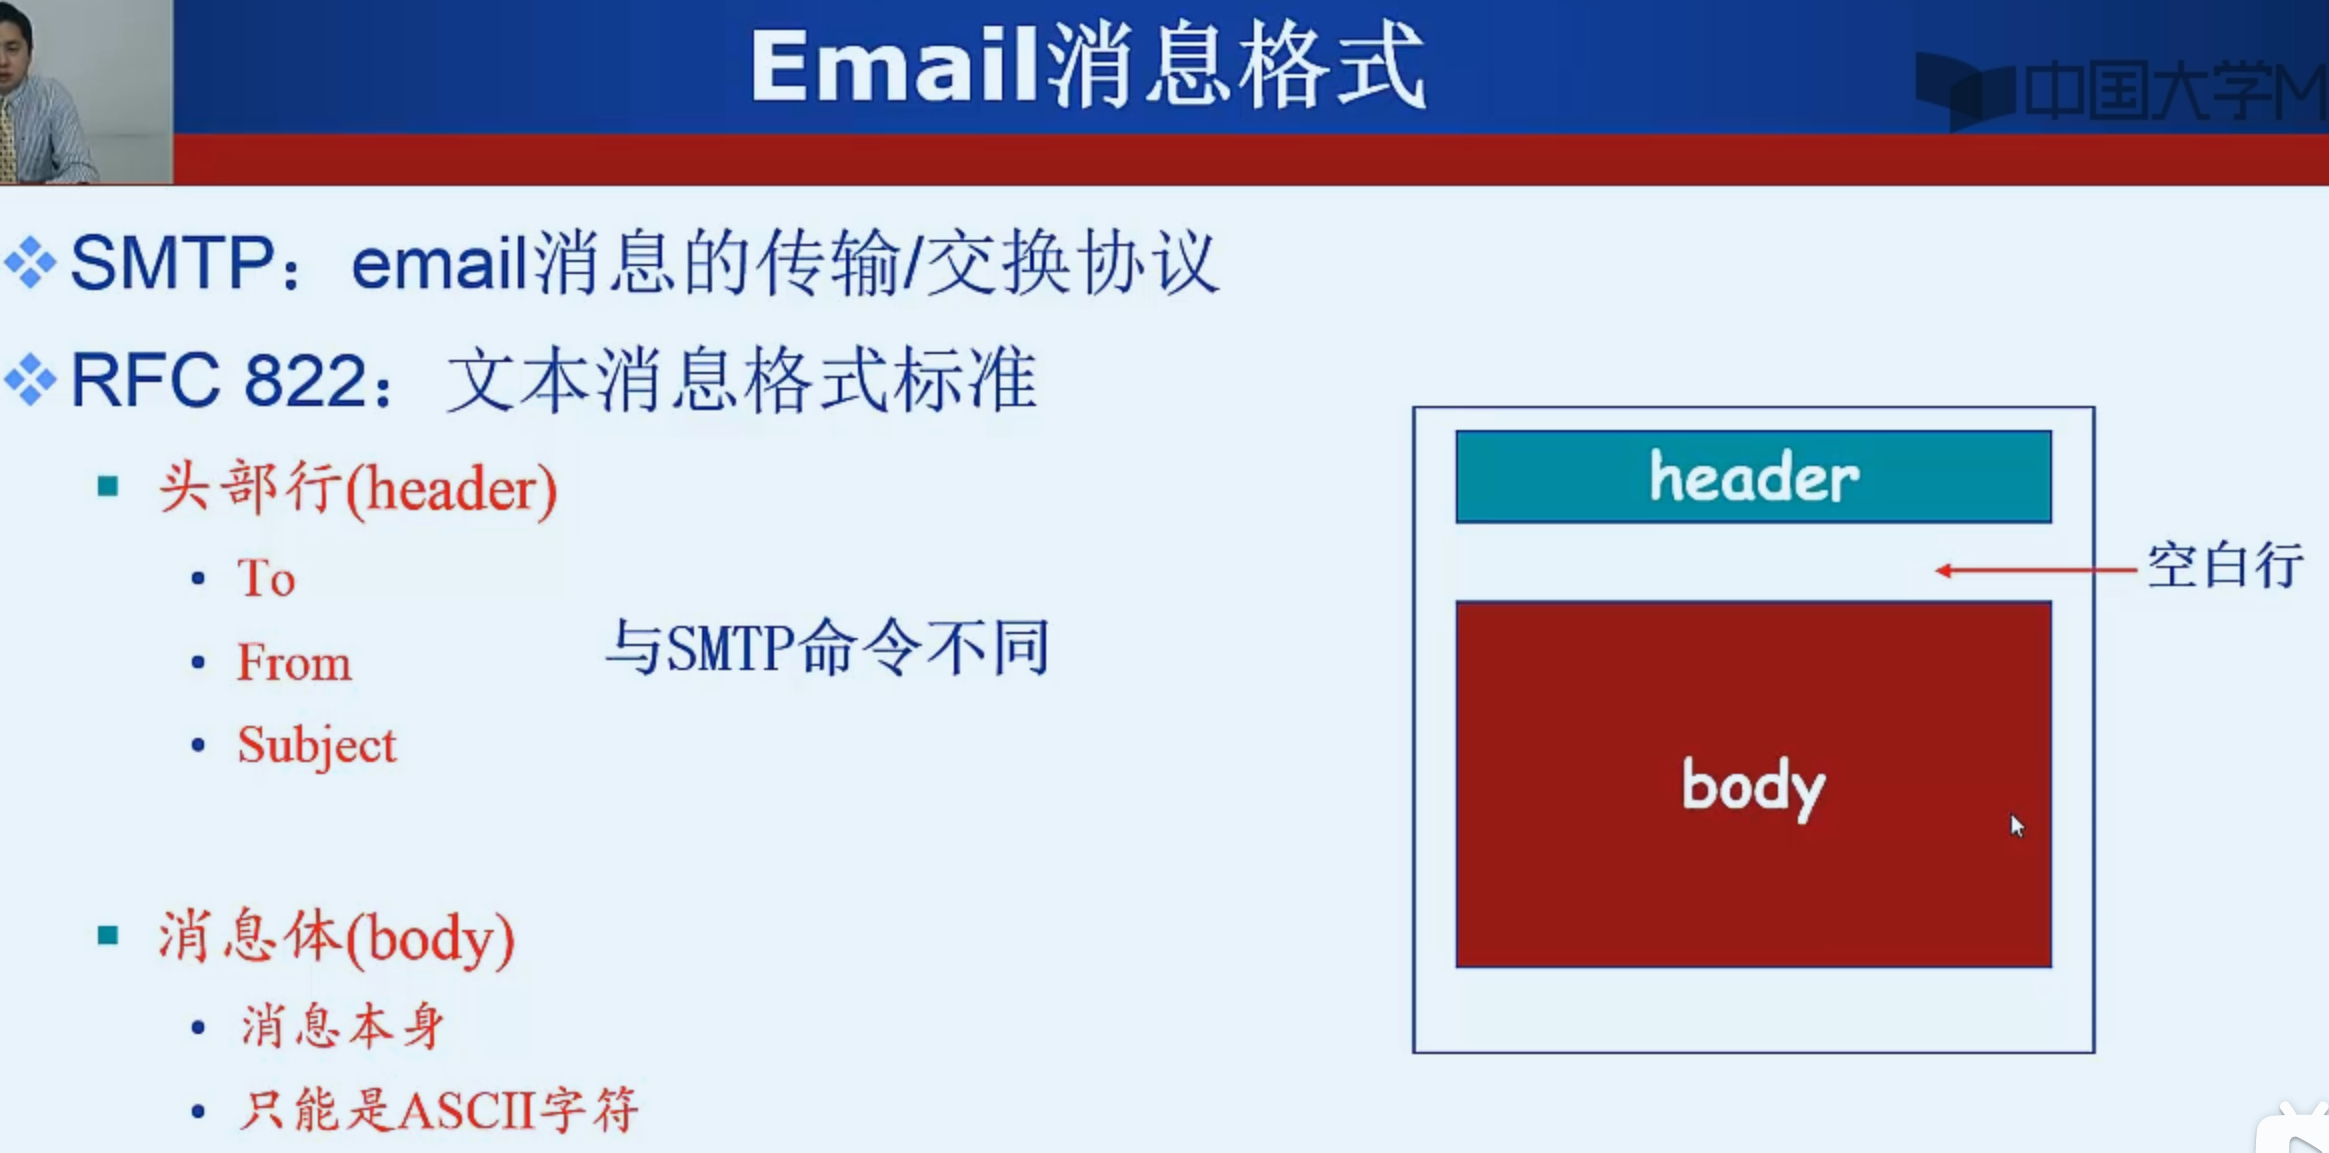 Email消息格式
中国大学M
SMTP：email消息的传输/交换协议
RFC 822：文本消息格式标准
头部行(header)
To
From
Subject
与SMTP命令不同
消息体(body)
消息本身
只能是ASCII字符
header
空白行
body